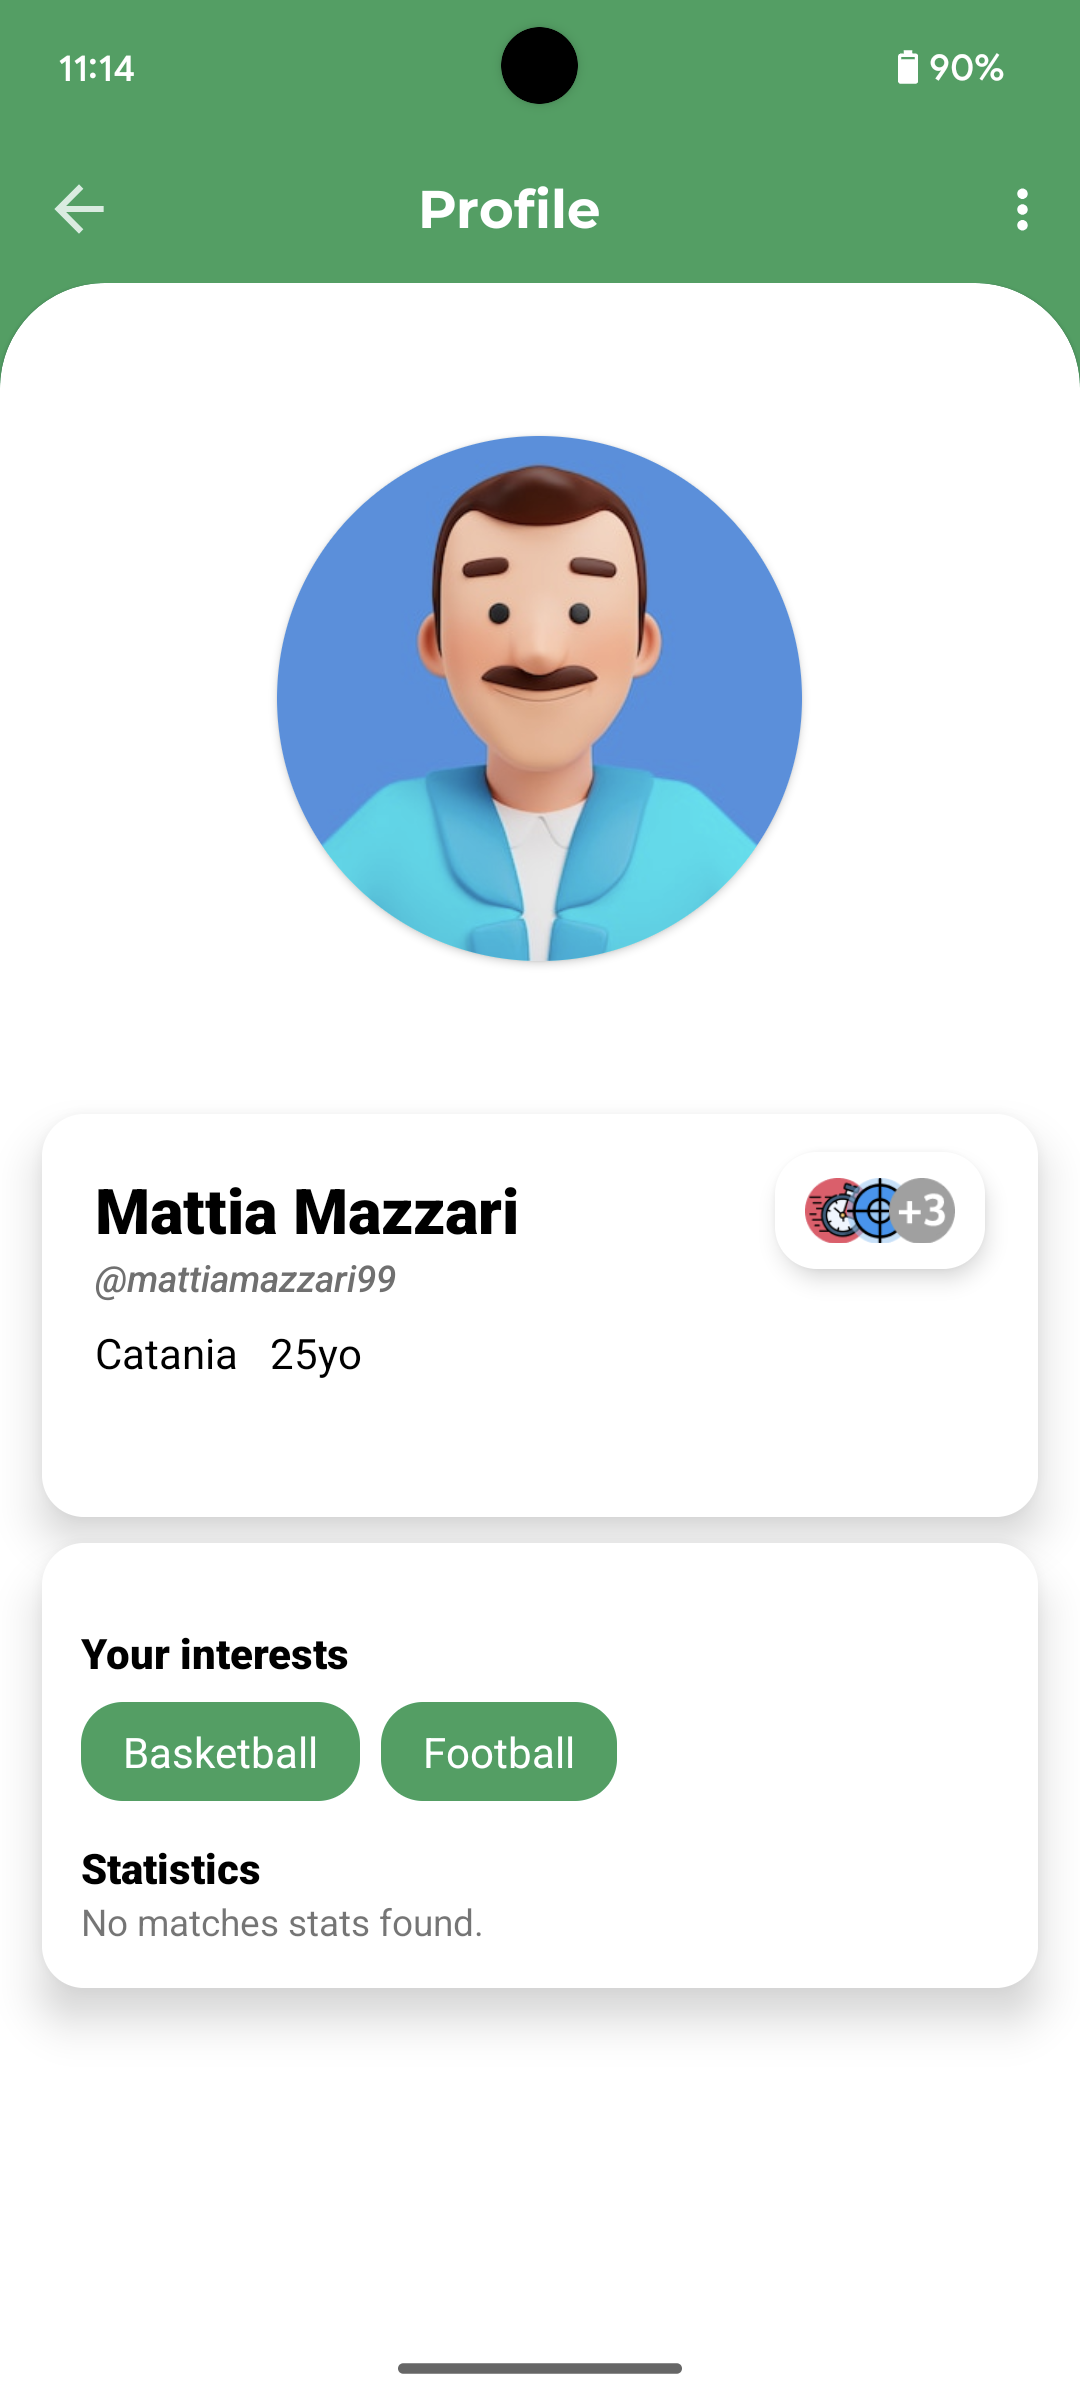 11:14
90%
Profile
Mattia Mazzari
+3
@mattiamazzari99
Catania 25yo
Your interests
Basketball Football
Statistics
No matches stats found.